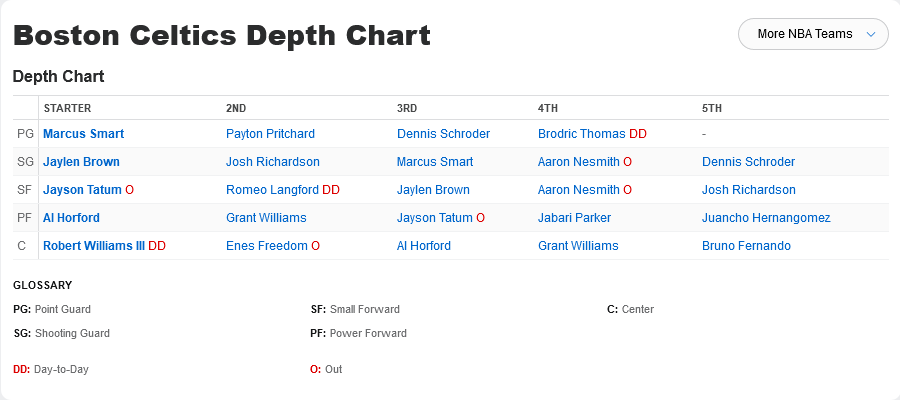 Boston Celtics Depth Chart
More NBA Teams
Depth Chart
STARTER 2ND 3RD 4TH 5TH
PG Marcus Smart Payton Pritchard Dennis Schroder Brodric Thomas DD -
SG Jaylen Brown Josh Richardson Marcus Smart Aaron Nesmith O Dennis Schroder
SF Jayson Tatum O Romeo Langford DD Jaylen Brown Aaron Nesmith O Josh Richardson
PF Al Horford Grant Williams Jayson Tatum O Jabari Parker Juancho Hernangomez
C Robert Williams III DD Enes Freedom O Al Horford Grant Williams Bruno Fernando
GLOSSARY
PG: Point Guard SF: Small Forward C: Center
SG: Shooting Guard PF: Power Forward
DD: Day-to-Day O: Out